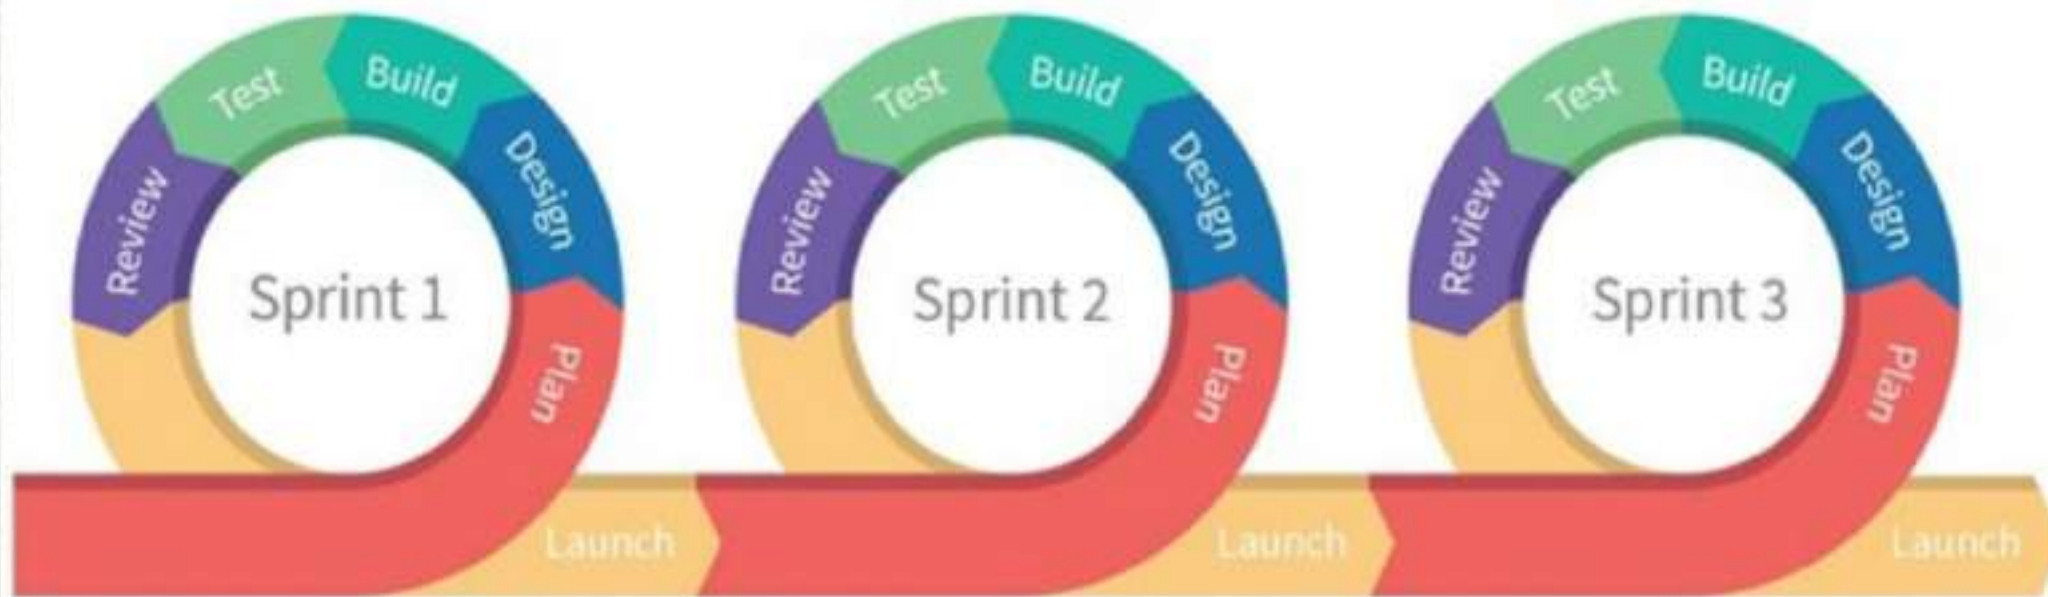 Test
Build
Design
Review
Sprint 1
Plan
Launch
Test
Build
Design
Review
Sprint 2
Plan
Launch
Test
Build
Design
Review
Sprint 3
Plan
Launch